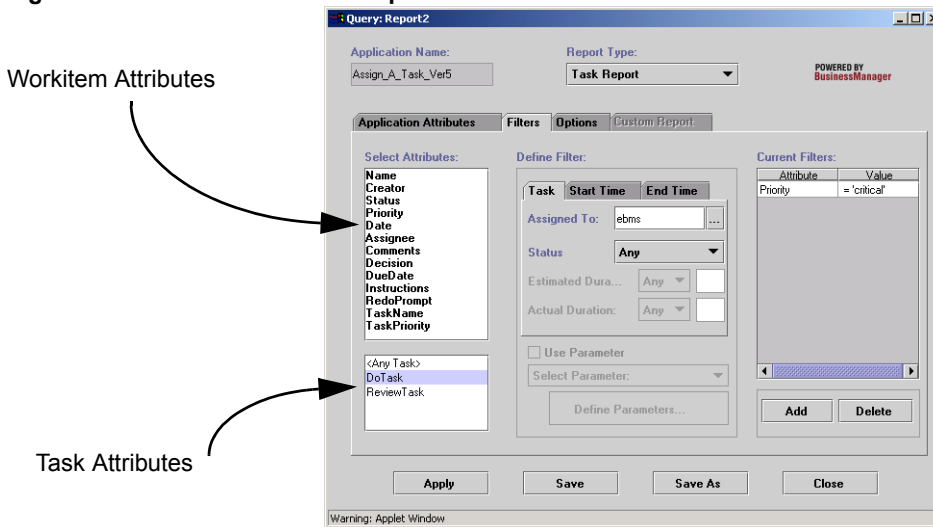 Query: Report2
Application Name:
Report Type:
Assign_A_Task_Ver5
Task Report
POWERED BY
BusinessManager
Workitem Attributes
Application Attributes
Filters
Options
Custom Report
Select Attributes:
Name
Creator
Status
Priority
Date
Assignee
Comments
Decision
DueDate
Instructions
RedoPrompt
TaskName
TaskPriority
<Any Task>
DoTask
ReviewTask
Define Filter:
Task
Start Time
End Time
Assigned To:
ebms
...
Status
Any
Estimated Dura...
Any
Actual Duration:
Any
Use Parameter
Select Parameter:
Define Parameters...
Current Filters:
Attribute
Value
Priority
= 'critical'
Add
Delete
Task Attributes
Apply
Save
Save As
Close
Warning: Applet Window